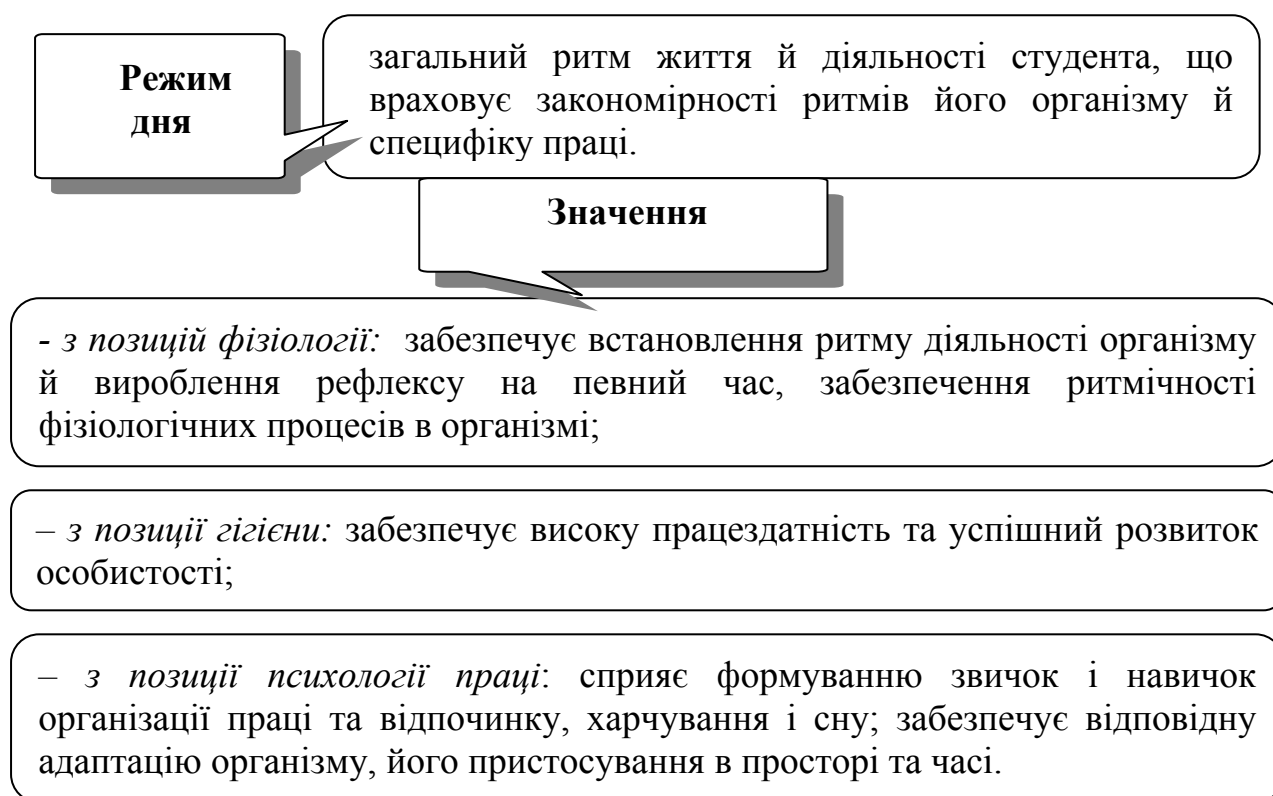 Режим
дня
загальний ритм життя й діяльності студента, що
враховує закономірності ритмів його організму й
специфіку праці.
Значення
- з позицій фізіології: забезпечує встановлення ритму діяльності організму
й вироблення рефлексу на певний час, забезпечення ритмічності
фізіологічних процесів в організмі;
– з позиції гігієни: забезпечує високу працездатність та успішний розвиток
особистості;
– з позиції психології праці: сприяє формуванню звичок і навичок
організації праці та відпочинку, харчування і сну; забезпечує відповідну
адаптацію організму, його пристосування в просторі та часі.